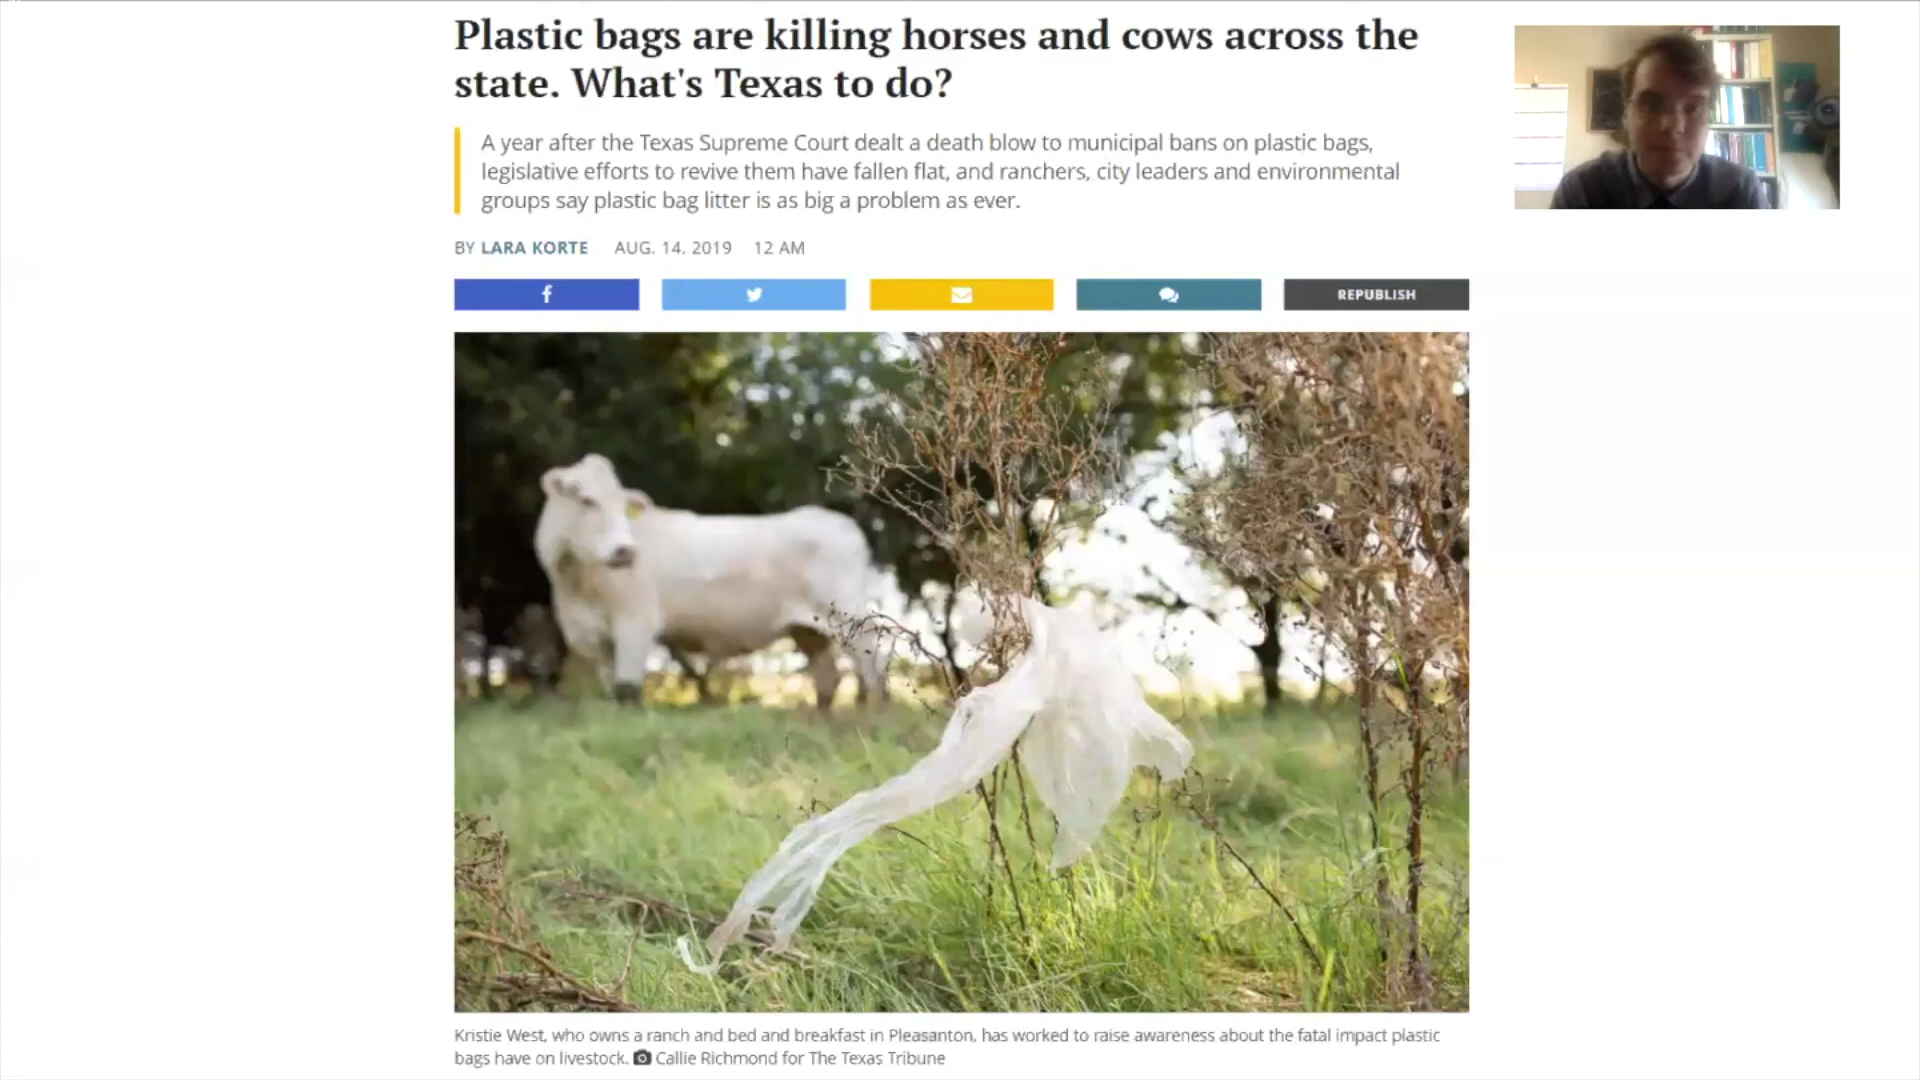 Plastic bags are killing horses and cows across the
state. What's Texas to do?
A year after the Texas Supreme Court dealt a death blow to municipal bans on plastic bags,
legislative efforts to revive them have fallen flat, and ranchers, city leaders and environmental
groups say plastic bag litter is as big a problem as ever.
BY LARA KORTE AUG. 14, 2019 12 AM
REPUBLISH
Kristie West, who owns a ranch and bed and breakfast in Pleasanton, has worked to raise awareness about the fatal impact plastic
bags have on livestock. Callie Richmond for The Texas Tribune